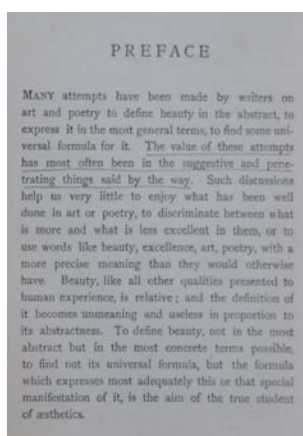 PREFACE
MANY attempts have been made by writers on
art and poetry to define beauty in the abstract, to
express it in the most general terms, to find some uni-
versal formula for it. The value of these attempts
has most often been in the suggestive and pene-
trating things said by the way. Such discussions
help us very little to enjoy what has been well
done in art or poetry, to discriminate between what
is more and what is less excellent in them, or to
use words like beauty, excellence, art, poetry, with a
more precise meaning than they would otherwise
have. Beauty, like all other qualities presented to
human experience, is relative; and the definition of
it becomes unmeaning and useless in proportion to
its abstractness. To define beauty, not in the most
abstract but in the most concrete terms possible,
to find not its universal formula, but the formula
which expresses most adequately this or that special
manifestation of it, is the aim of the true student
of æsthetics.